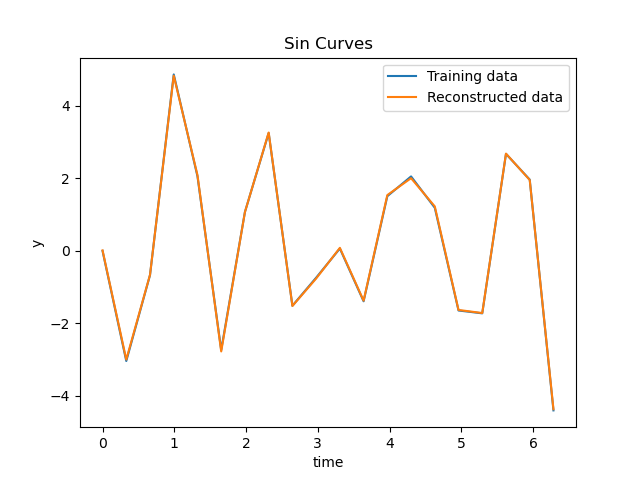 Sin Curves
Training data
Reconstructed data
4
2
0
−2
−4
y
0 1 2 3 4 5 6
time